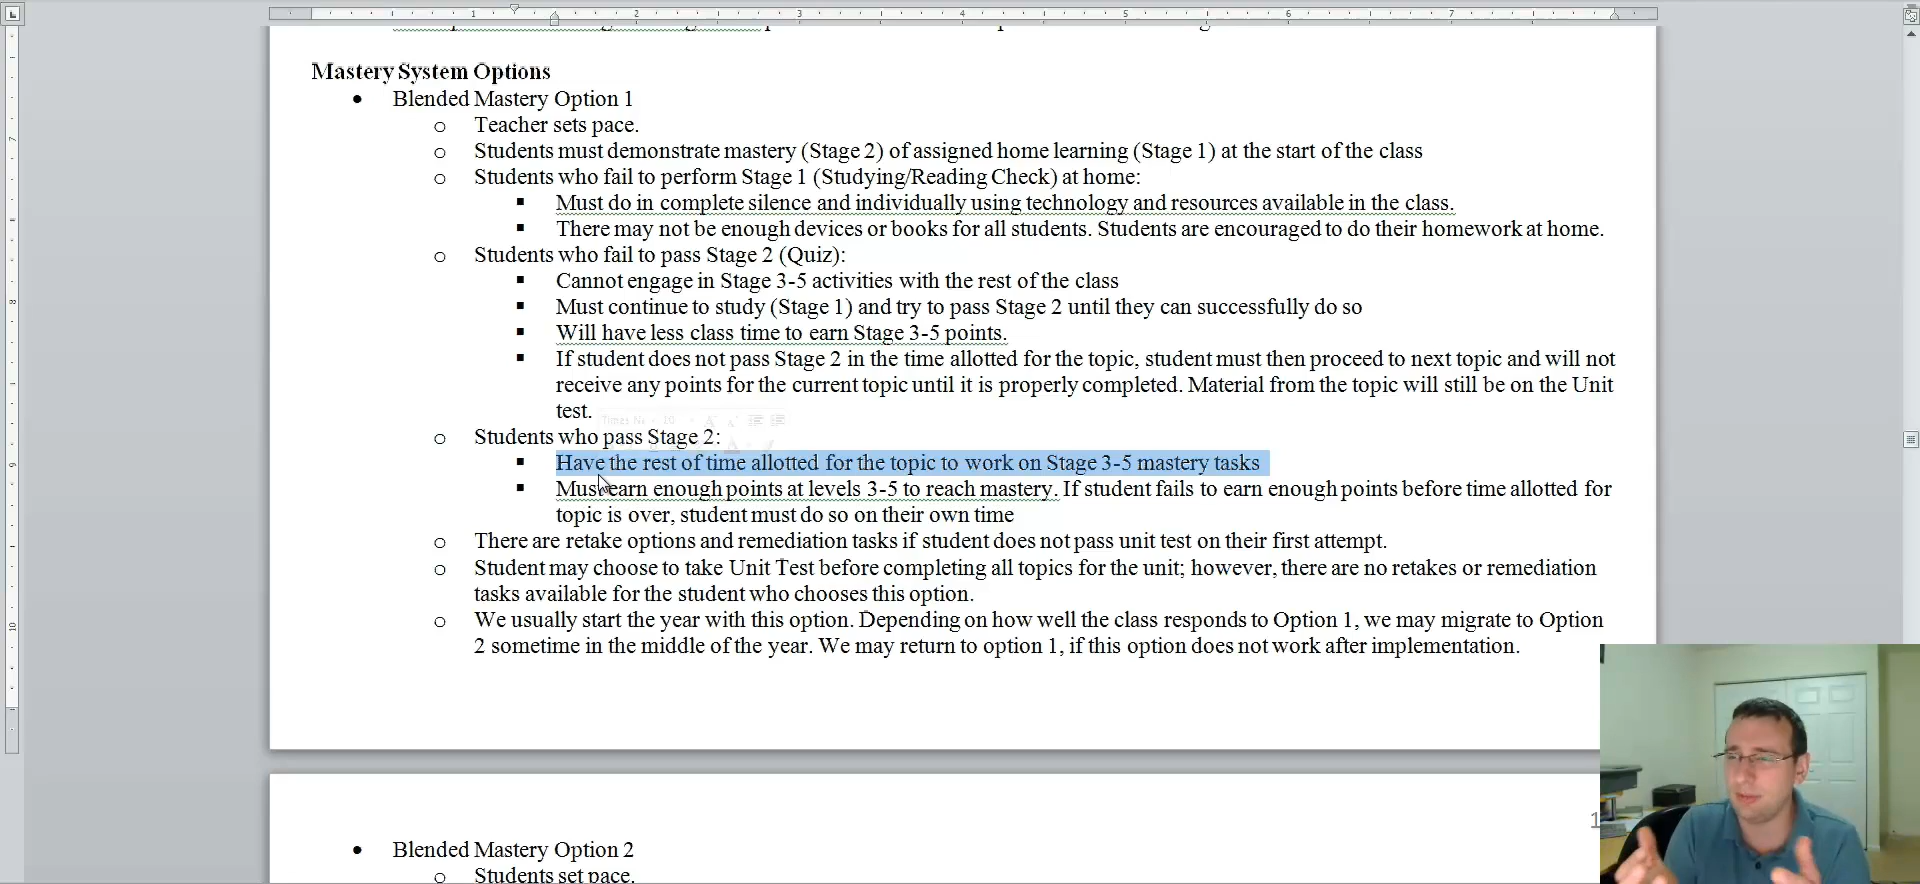 Mastery System Options
• Blended Mastery Option 1
o Teacher sets pace.
o Students must demonstrate mastery (Stage 2) of assigned home learning (Stage 1) at the start of the class
o Students who fail to perform Stage 1 (Studying/Reading Check) at home:
▪ Must do in complete silence and individually using technology and resources available in the class.
▪ There may not be enough devices or books for all students. Students are encouraged to do their homework at home.
o Students who fail to pass Stage 2 (Quiz):
▪ Cannot engage in Stage 3-5 activities with the rest of the class
▪ Must continue to study (Stage 1) and try to pass Stage 2 until they can successfully do so
▪ Will have less class time to earn Stage 3-5 points.
▪ If student does not pass Stage 2 in the time allotted for the topic, student must then proceed to next topic and will not
receive any points for the current topic until it is properly completed. Material from the topic will still be on the Unit
test.
o Students who pass Stage 2:
▪ Have the rest of time allotted for the topic to work on Stage 3-5 mastery tasks
▪ Must earn enough points at levels 3-5 to reach mastery. If student fails to earn enough points before time allotted for
topic is over, student must do so on their own time
o There are retake options and remediation tasks if student does not pass unit test on their first attempt.
o Student may choose to take Unit Test before completing all topics for the unit; however, there are no retakes or remediation
tasks available for the student who chooses this option.
o We usually start the year with this option. Depending on how well the class responds to Option 1, we may migrate to Option
2 sometime in the middle of the year. We may return to option 1, if this option does not work after implementation.
• Blended Mastery Option 2
o Students set pace.